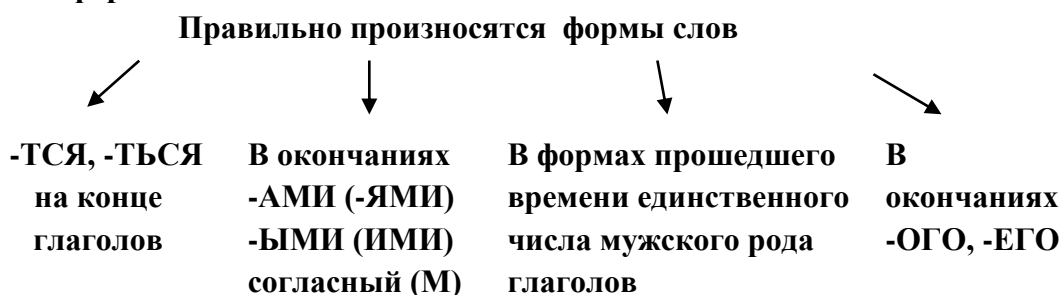 Правильно произносятся формы слов
-ТСЯ, -ТЬСЯ
на конце
глаголов
В окончаниях
-АМИ (-ЯМИ)
-ЫМИ (ИМИ)
согласный (М)
В формах прошедшего
времени единственного
числа мужского рода
глаголов
В
окончаниях
-ОГО, -ЕГО